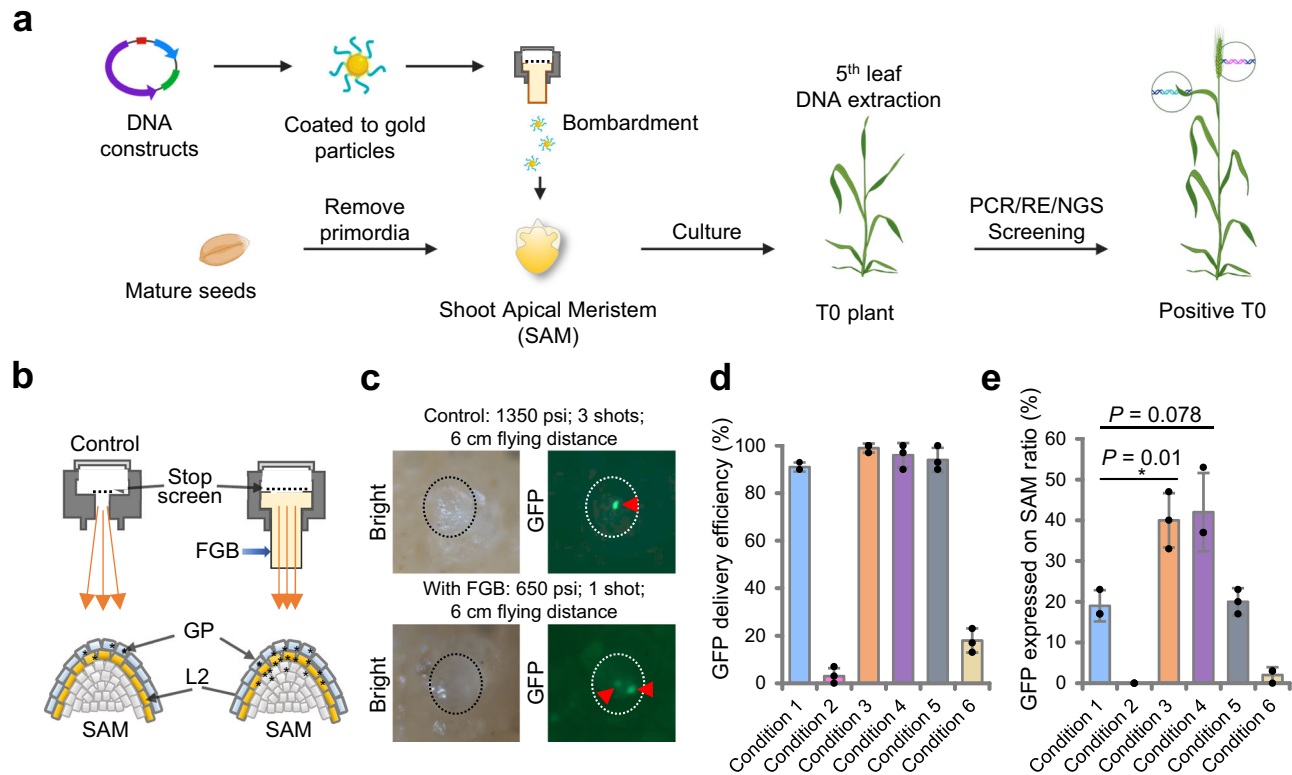 a
DNA
constructs
Coated to gold
particles
Bombardment
5th leaf
DNA extraction
Mature seeds
Remove
primordia
Shoot Apical Meristem
(SAM)
Culture
T0 plant
PCR/RE/NGS
Screening
Positive T0
b
Control
Stop
screen
FGB
GP
L2
SAM
SAM
c
Control: 1350 psi; 3 shots;
6 cm flying distance
Bright
GFP
With FGB: 650 psi; 1 shot;
6 cm flying distance
Bright
GFP
d
GFP delivery efficiency (%)
100
80
60
40
20
0
Condition 1
Condition 2
Condition 3
Condition 4
Condition 5
Condition 6
e
GFP expressed on SAM ratio (%)
60
50
40
30
20
10
0
P = 0.078
P = 0.01
*
Condition 1
Condition 2
Condition 3
Condition 4
Condition 5
Condition 6